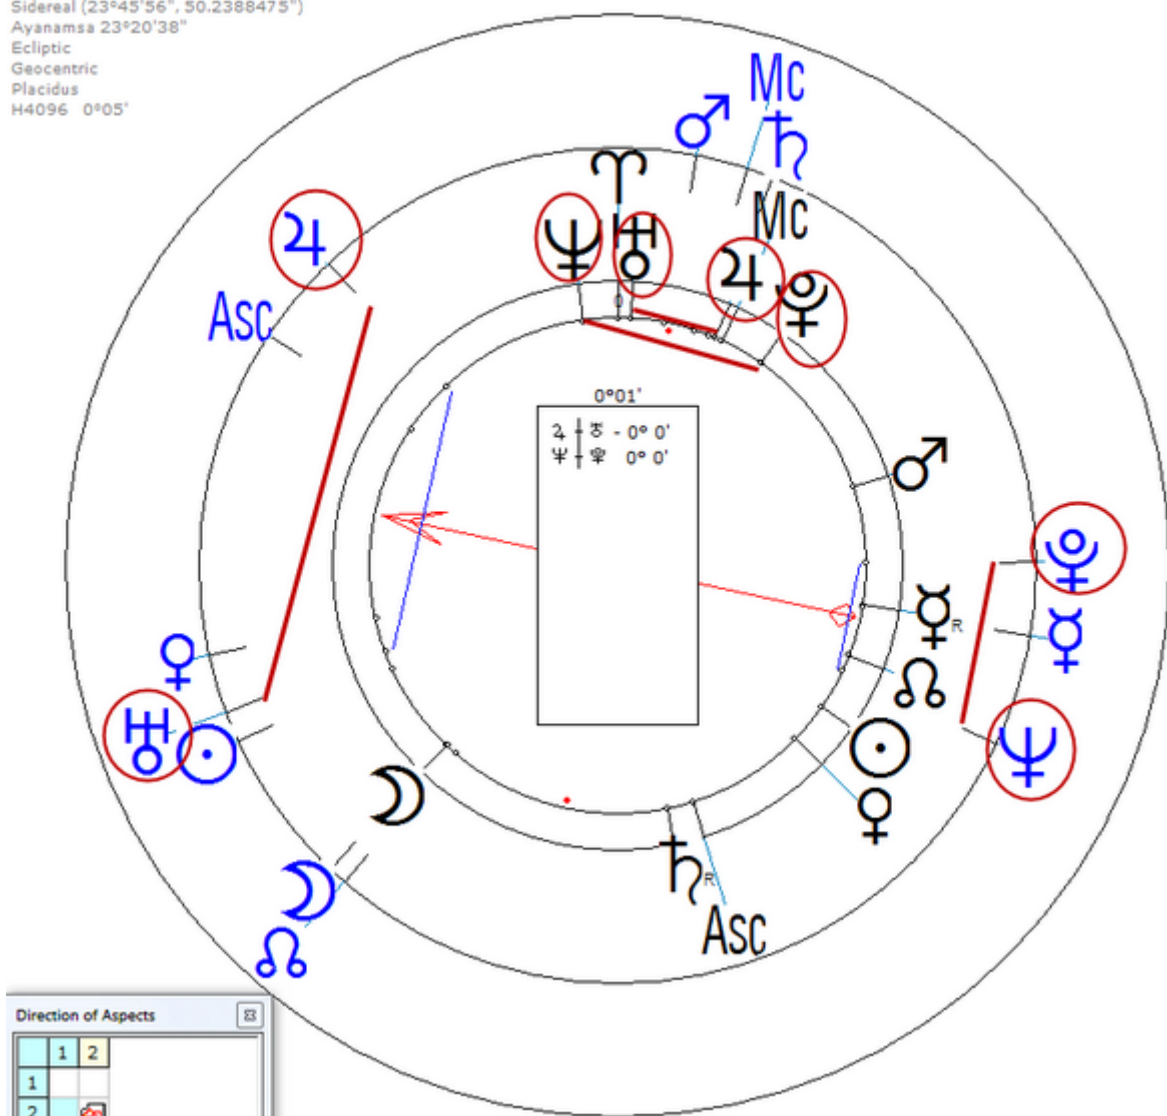 Sidereal (23°45'56", 50.2388475")
Ayanamsa 23°20'38"
Ecliptic
Geocentric
Placidus
H4096 0°05'
Mc
♂
♄
♈
Mc
♃
♆
♅
♃
♇
Asc
0
0°01'
♃ ♅ - 0° 0'
♆ ♇ 0° 0'
♂
♇
☿R
☿
♀
☊
♅
☉
☉
♆
☽
♀
♄R
☽
Asc
☊
Direction of Aspects
1 2
1
2